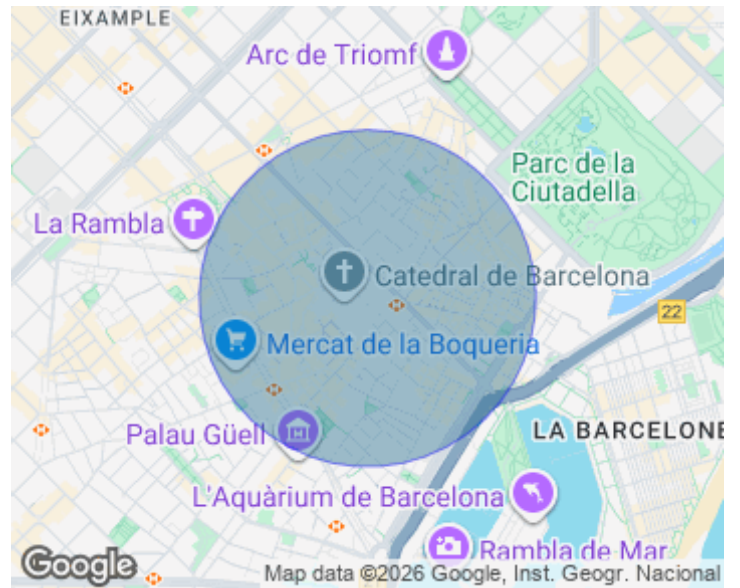 EIXAMPLE
Arc de Triomf
Parc de la
Ciutadella
La Rambla
Catedral de Barcelona
22
Mercat de la Boqueria
Palau Güell
LA BARCELONE
L'Aquàrium de Barcelona
Rambla de Mar
Google
Map data ©2026 Google, Inst. Geogr. Nacional